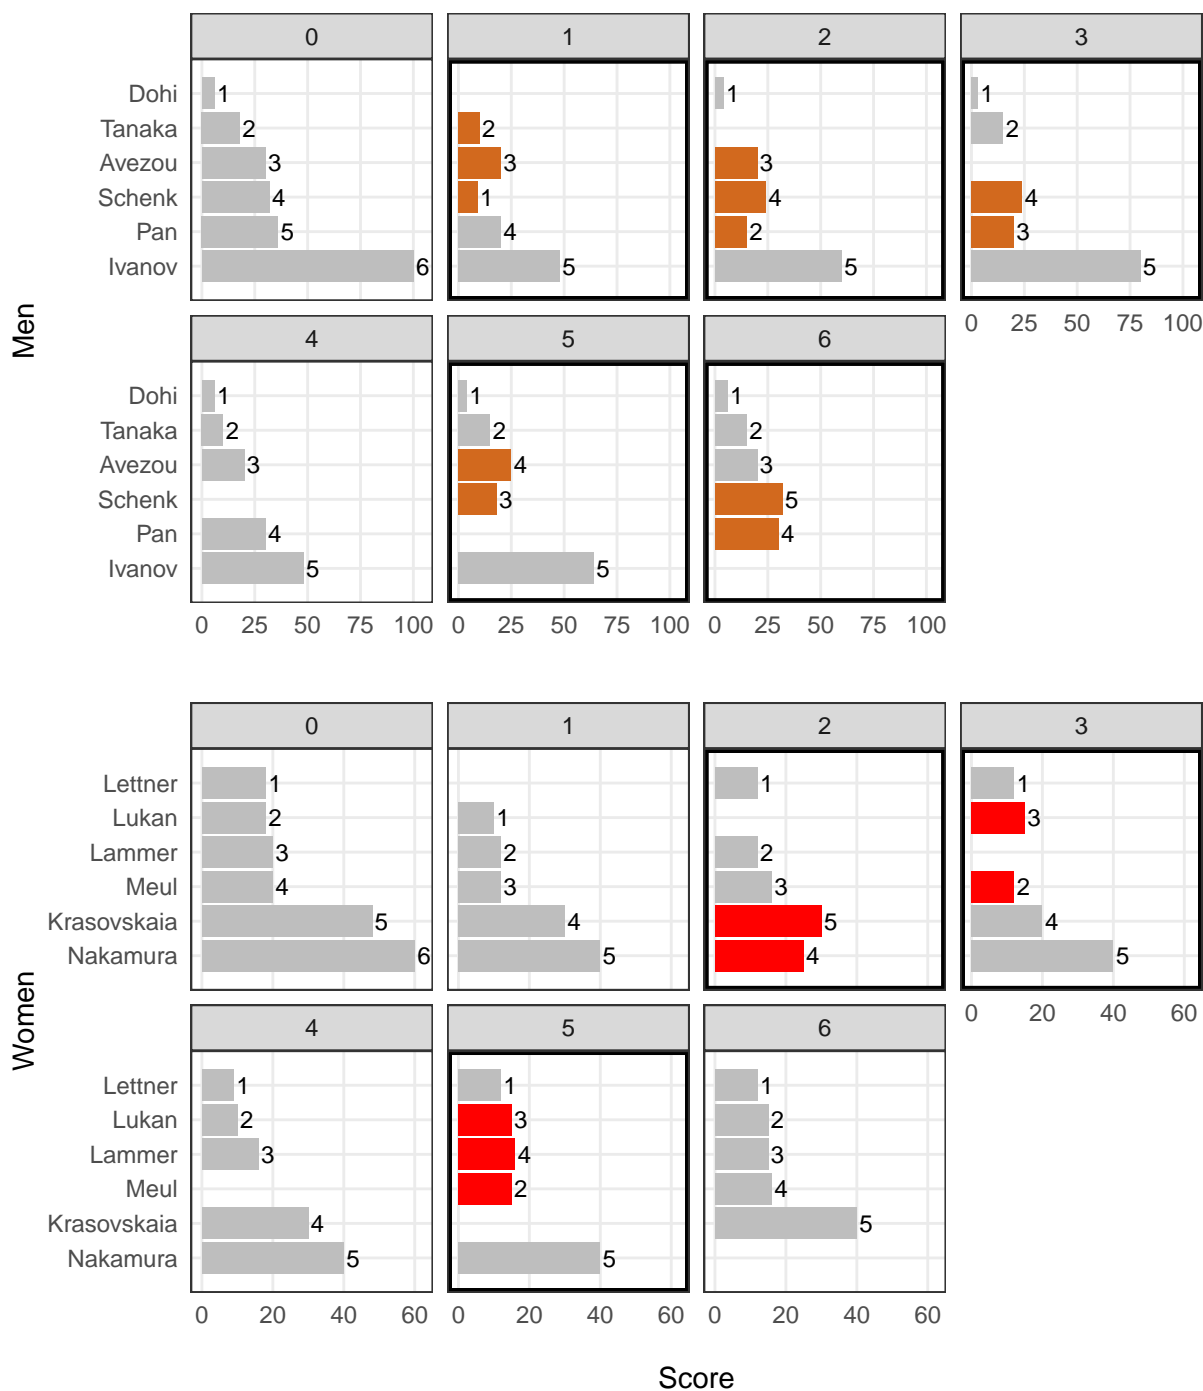 Men
0 1 2 3
Dohi 1 1 1
Tanaka 2 2 2
Avezou 3 3 3
Schenk 4 1 4 4
Pan 5 4 2 3
Ivanov 6 5 5 5
0 25 50 75 100
4 5 6
Dohi 1 1 1
Tanaka 2 2 2
Avezou 3 4 3
Schenk 3 5
Pan 4 4
Ivanov 5 5
0 25 50 75 100 0 25 50 75 100 0 25 50 75 100
Women
0 1 2 3
Lettner 1 1 1
Lukan 2 1 3
Lammer 3 2 2
Meul 4 3 3 2
Krasovskaia 5 4 5 4
Nakamura 6 5 4 5
0 20 40 60
4 5 6
Lettner 1 1 1
Lukan 2 3 2
Lammer 3 4 3
Meul 2 4
Krasovskaia 4 5
Nakamura 5 5
0 20 40 60 0 20 40 60 0 20 40 60
Score